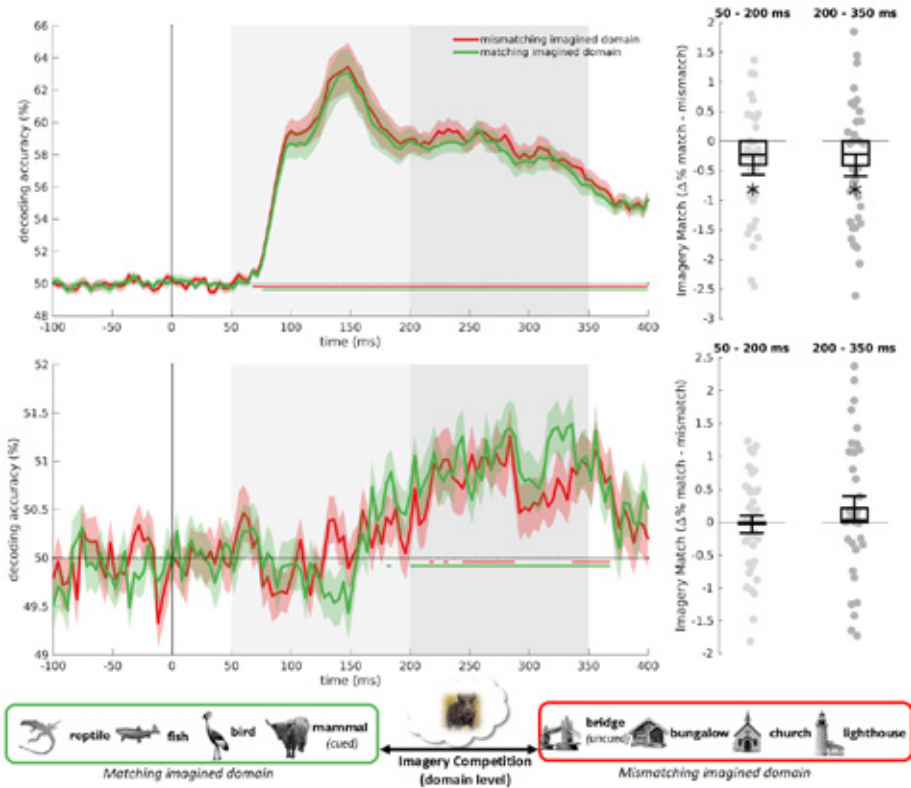 66
64
62
60
58
56
54
52
50
48
decoding accuracy (%)
-100 -50 0 50 100 150 200 250 300 350 400
time (ms)
mismatching imagined domain
matching imagined domain
50 - 200 ms 200 - 350 ms
2
1.5
1
0.5
0
-0.5
-1
-1.5
-2
-2.5
-3
Imagery Match (Δ% match - mismatch)
*
*
52
51.5
51
50.5
50
49.5
49
decoding accuracy (%)
-100 -50 0 50 100 150 200 250 300 350 400
time (ms)
50 - 200 ms 200 - 350 ms
2.5
2
1.5
1
0.5
0
-0.5
-1
-1.5
-2
Imagery Match (Δ% match - mismatch)
reptile fish bird mammal
(cued)
Matching imagined domain
Imagery Competition
(domain level)
bridge bungalow church lighthouse
Mismatching imagined domain